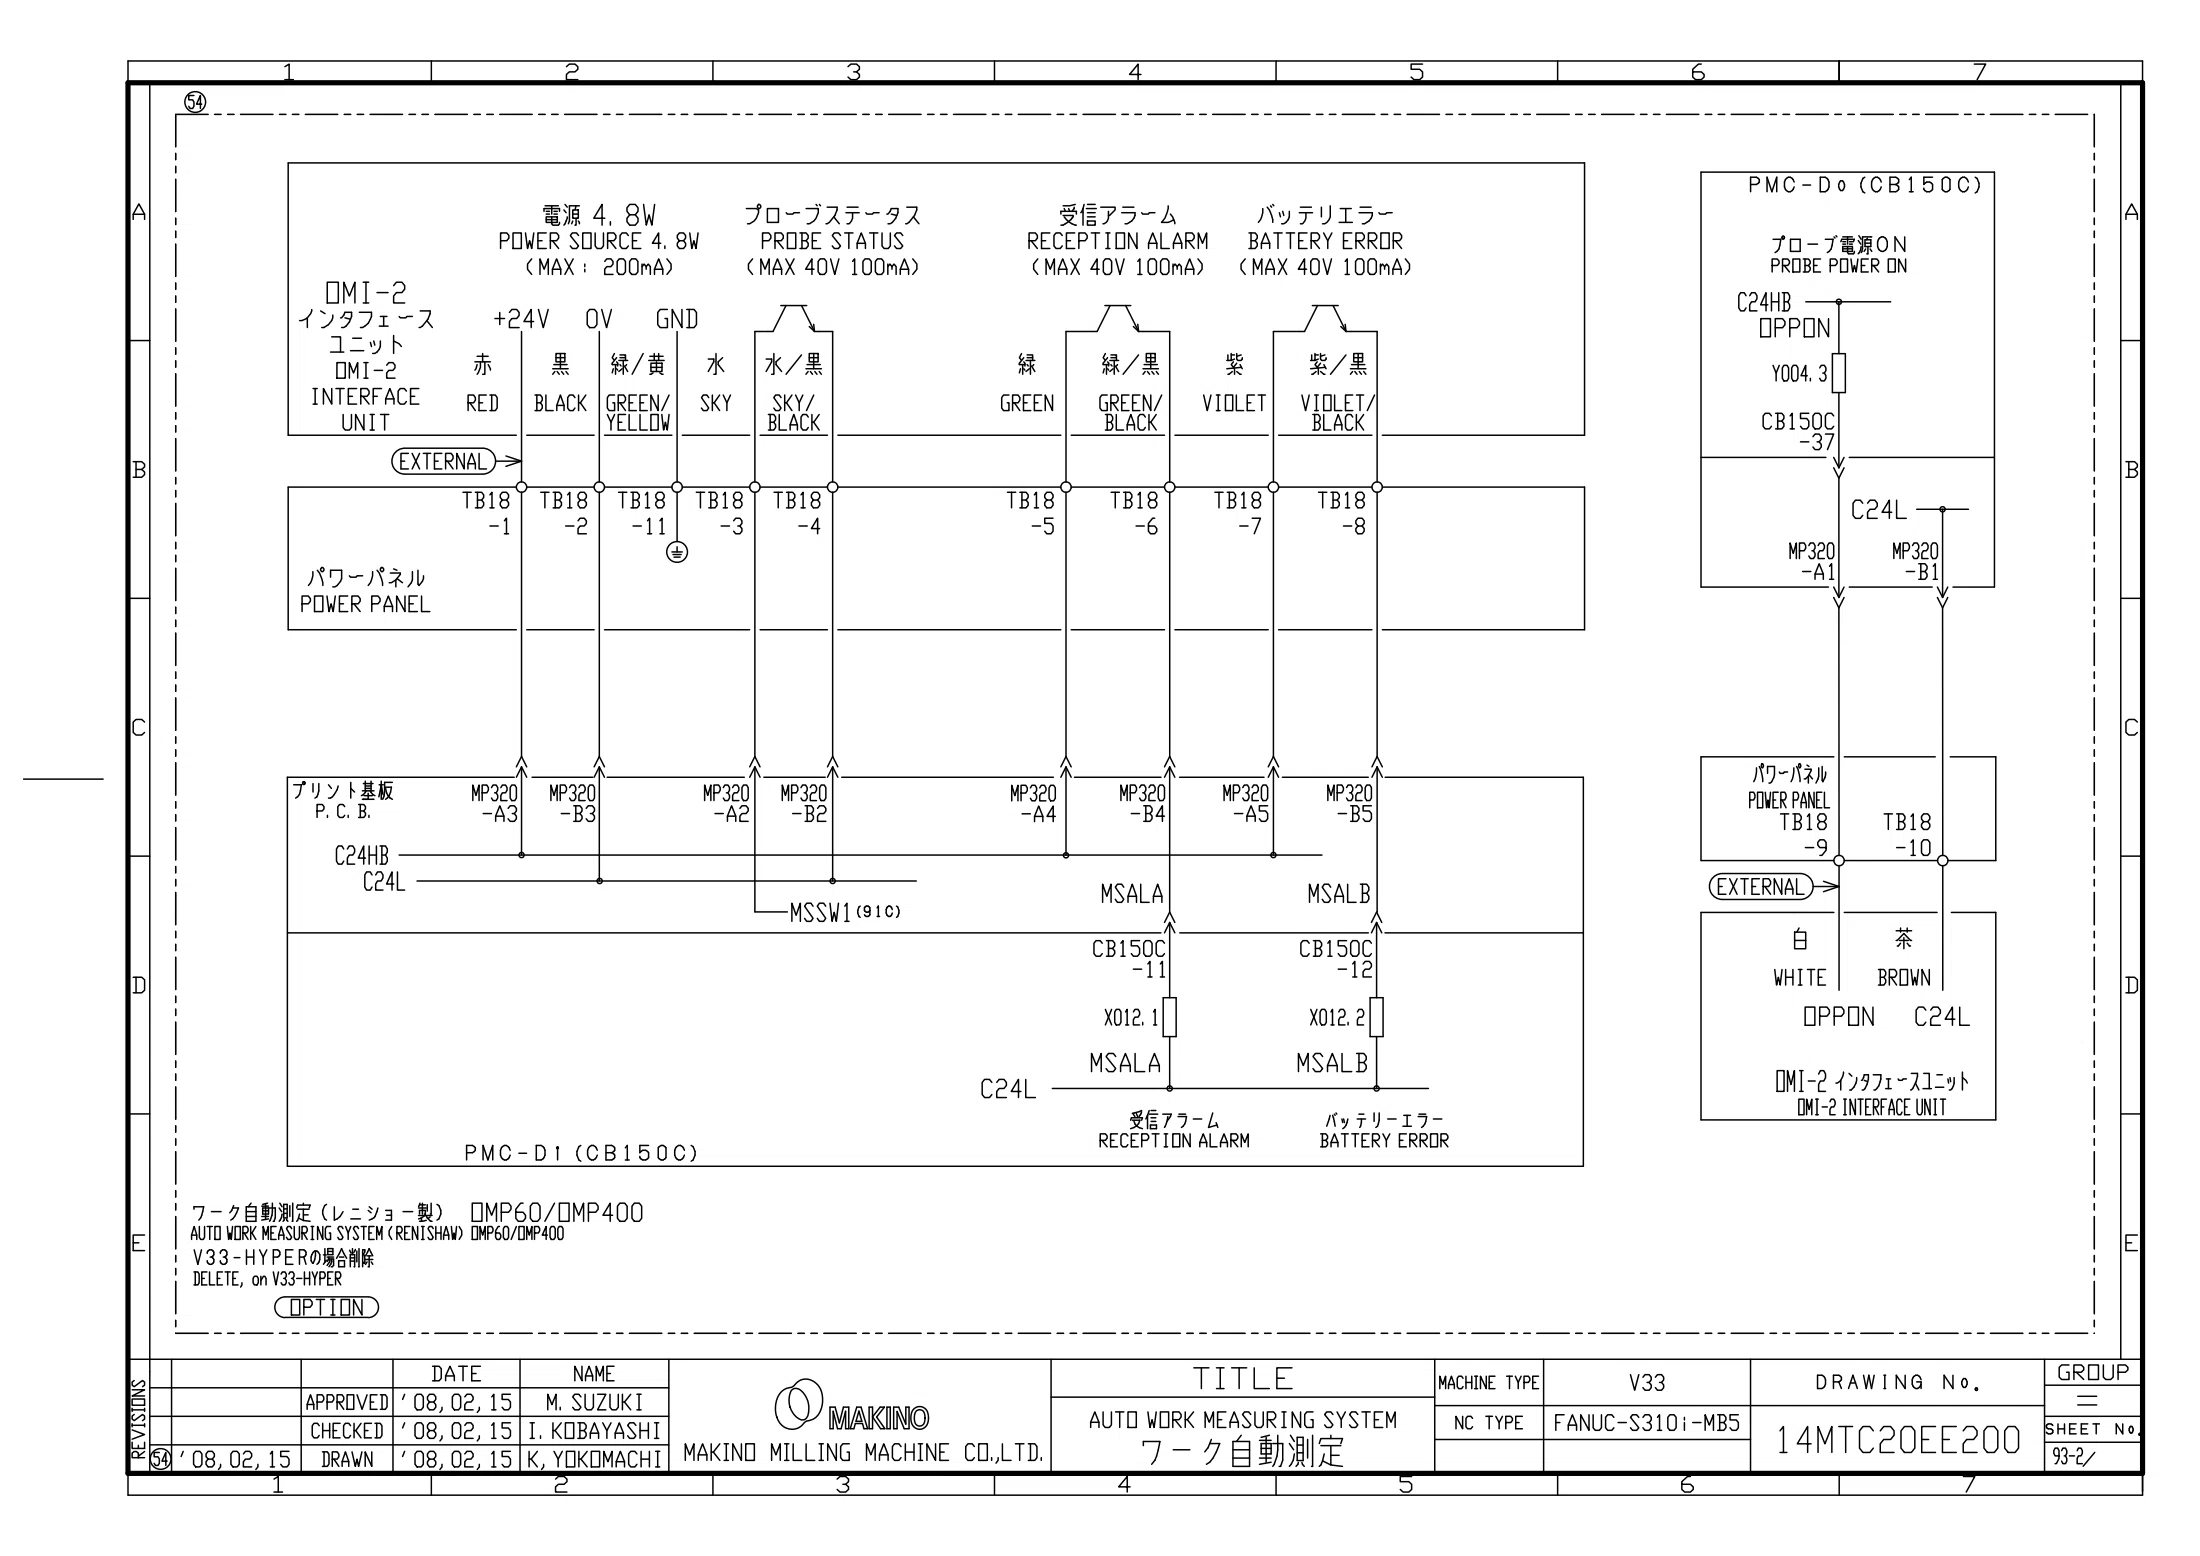 1 2 3 4 5 6 7
54
A
B
C
D
E
OMI-2
インタフェース
ユニット
OMI-2
INTERFACE
UNIT
電源 4.8W
POWER SOURCE 4.8W
(MAX: 200mA)
プローブステータス
PROBE STATUS
(MAX 40V 100mA)
受信アラーム
RECEPTION ALARM
(MAX 40V 100mA)
バッテリエラー
BATTERY ERROR
(MAX 40V 100mA)
+24V 0V GND
赤 黒 緑/黄 水 水/黒 緑 緑/黒 紫 紫/黒
RED BLACK GREEN/YELLOW SKY SKY/BLACK GREEN GREEN/BLACK VIOLET VIOLET/BLACK
EXTERNAL
TB18 TB18 TB18 TB18 TB18 TB18 TB18 TB18 TB18
-1 -2 -11 -3 -4 -5 -6 -7 -8
パワーパネル
POWER PANEL
プリント基板
P.C.B.
MP320 MP320 MP320 MP320 MP320 MP320 MP320 MP320
-A3 -B3 -A2 -B2 -A4 -B4 -A5 -B5
C24HB
C24L
MSSW1(91C)
MSALA MSALB
CB150C CB150C
-11 -12
X012.1 X012.2
MSALA MSALB
C24L
受信アラーム バッテリーエラー
RECEPTION ALARM BATTERY ERROR
PMC-Di(CB150C)
PMC-Do(CB150C)
プローブ電源ON
PROBE POWER ON
C24HB
OPPON
Y004.3
CB150C
-37
C24L
MP320 MP320
-A1 -B1
パワーパネル
POWER PANEL
TB18 TB18
-9 -10
EXTERNAL
白 茶
WHITE BROWN
OPPON C24L
OMI-2 インタフェースユニット
OMI-2 INTERFACE UNIT
ワーク自動測定(レニショー製) OMP60/OMP400
AUTO WORK MEASURING SYSTEM(RENISHAW) OMP60/OMP400
V33-HYPERの場合削除
DELETE, on V33-HYPER
OPTION
A
B
C
D
E
REVISIONS
54 '08,02,15
DATE NAME
APPROVED '08,02,15 M. SUZUKI
CHECKED '08,02,15 I. KOBAYASHI
DRAWN '08,02,15 K, YOKOMACHI
MAKINO
MAKINO MILLING MACHINE CO.,LTD.
TITLE
AUTO WORK MEASURING SYSTEM
ワーク自動測定
MACHINE TYPE V33
NC TYPE FANUC-S310i-MB5
DRAWING No.
14MTC20EE200
GROUP
=
SHEET No.
93-2/
1 2 3 4 5 6 7